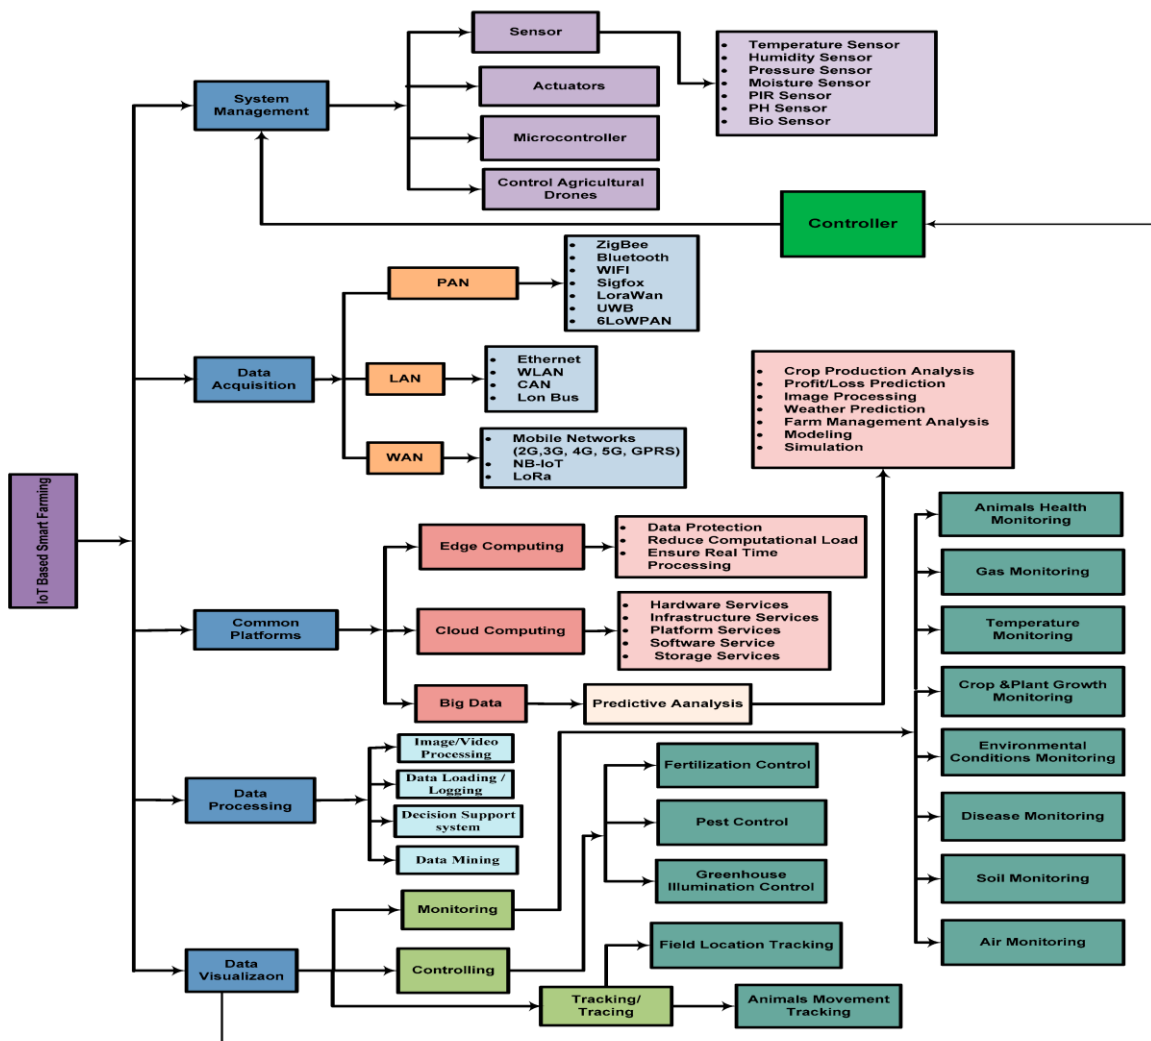 IoT Based Smart Farming
System
Management
Sensor
Actuators
Microcontroller
Control Agricultural
Drones
• Temperature Sensor
• Humidity Sensor
• Pressure Sensor
• Moisture Sensor
• PIR Sensor
• PH Sensor
• Bio Sensor
Controller
Data
Acquisition
PAN
• ZigBee
• Bluetooth
• WIFI
• Sigfox
• LoraWan
• UWB
• 6LoWPAN
LAN
• Ethernet
• WLAN
• CAN
• Lon Bus
WAN
• Mobile Networks
(2G,3G, 4G, 5G, GPRS)
• NB-IoT
• LoRa
Common
Platforms
Edge Computing
• Data Protection
• Reduce Computational Load
• Ensure Real Time
Processing
Cloud Computing
• Hardware Services
• Infrastructure Services
• Platform Services
• Software Service
• Storage Services
Big Data
Predictive Aanalysis
• Crop Production Analysis
• Profit/Loss Prediction
• Image Processing
• Weather Prediction
• Farm Management Analysis
• Modeling
• Simulation
Data
Processing
Image/Video
Processing
Data Loading /
Logging
Decision Support
system
Data Mining
Data
Visualizaon
Monitoring
Controlling
Tracking/
Tracing
Fertilization Control
Pest Control
Greenhouse
Illumination Control
Field Location Tracking
Animals Movement
Tracking
Animals Health
Monitoring
Gas Monitoring
Temperature
Monitoring
Crop &Plant Growth
Monitoring
Environmental
Conditions Monitoring
Disease Monitoring
Soil Monitoring
Air Monitoring